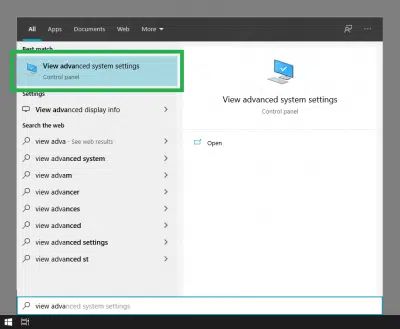 All Apps Documents Web More
Best match
View advanced system settings
Control panel
Settings
View advanced display info
Search the web
view adva - See web results
view advanced system
view advam
view advancer
view advances
view advanced
view advanced settings
view advanced st
View advanced system settings
Control panel
Open
view advanced system settings